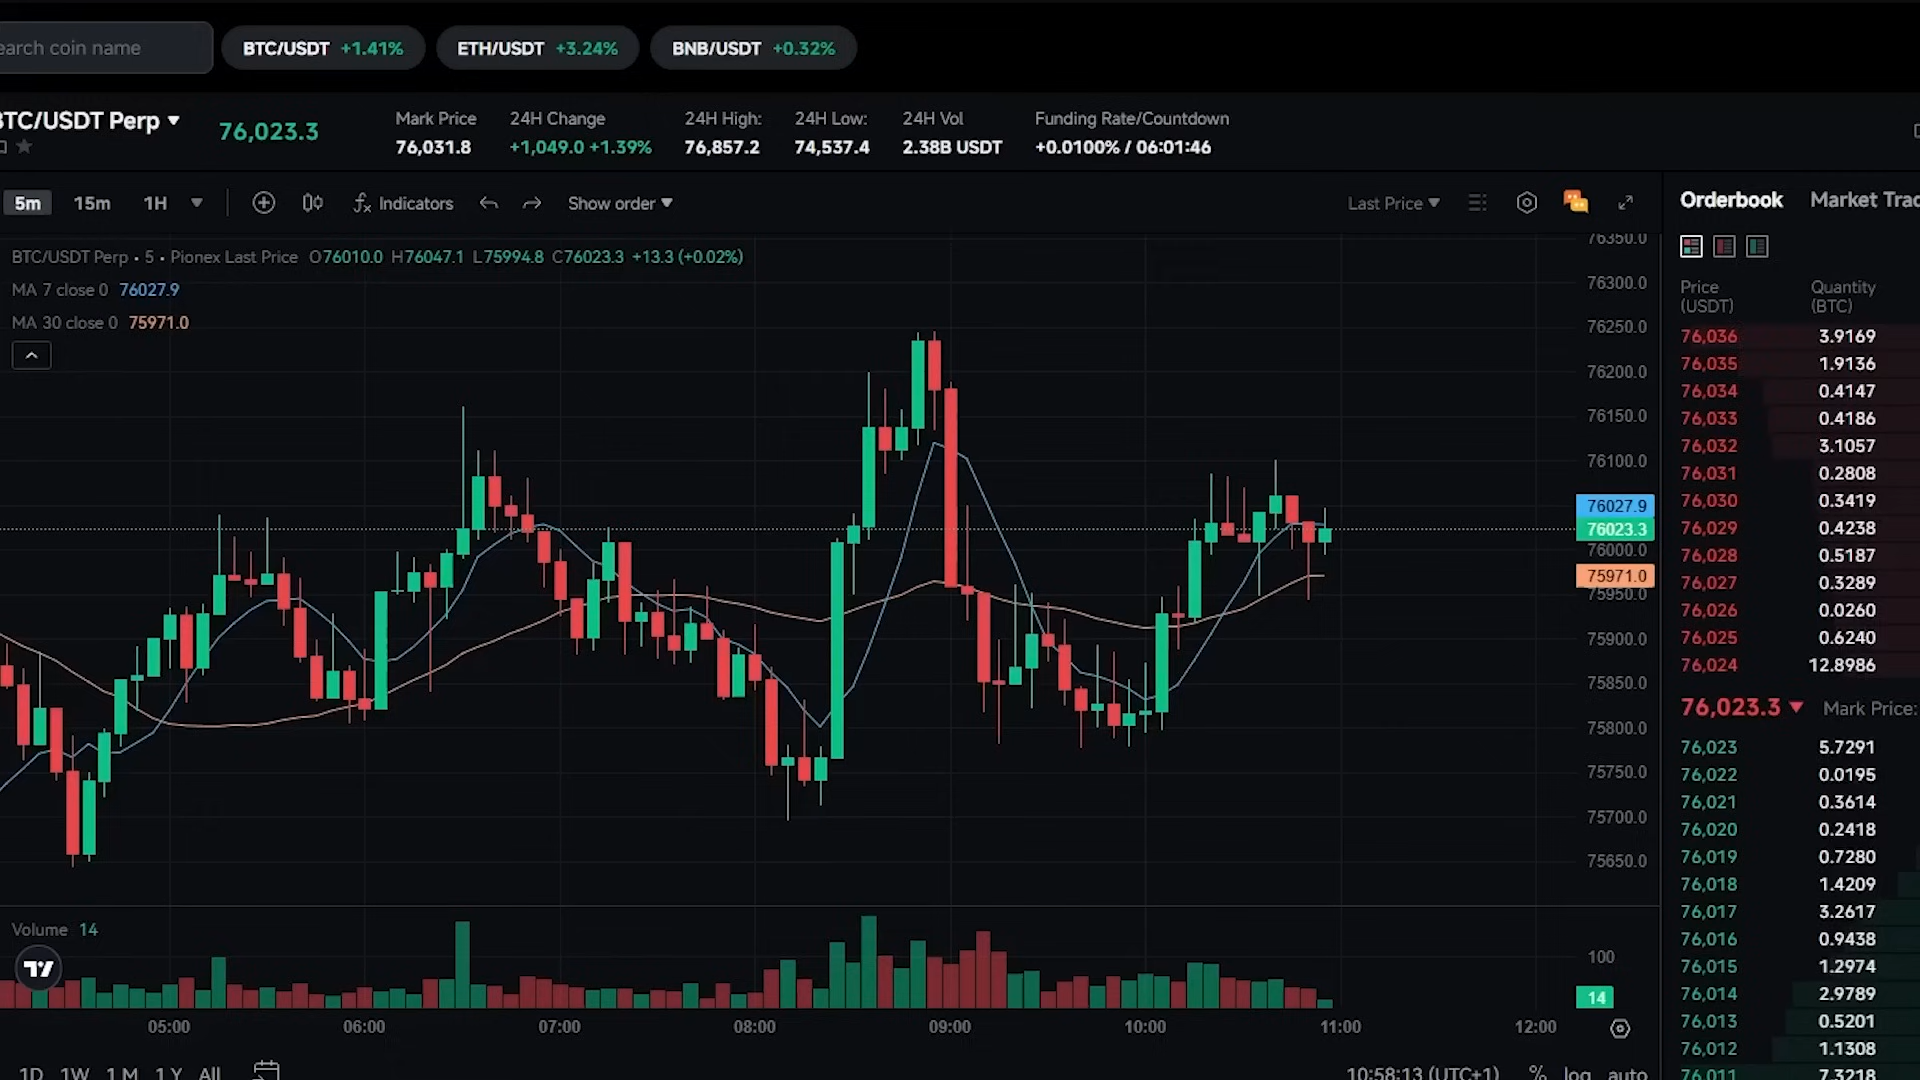 earch coin name
BTC/USDT +1.41%
ETH/USDT +3.24%
BNB/USDT +0.32%
BTC/USDT Perp
76,023.3
Mark Price
76,031.8
24H Change
+1,049.0 +1.39%
24H High:
76,857.2
24H Low:
74,537.4
24H Vol
2.38B USDT
Funding Rate/Countdown
+0.0100% / 06:01:46
5m 15m 1H Indicators Show order Last Price
BTC/USDT Perp • 5 • Pionex Last Price O76010.0 H76047.1 L75994.8 C76023.3 +13.3 (+0.02%)
MA 7 close 0 76027.9
MA 30 close 0 75971.0
76350.0
76300.0
76250.0
76200.0
76150.0
76100.0
76027.9
76023.3
76000.0
75971.0
75950.0
75900.0
75850.0
75800.0
75750.0
75700.0
75650.0
Volume 14
100
14
05:00 06:00 07:00 08:00 09:00 10:00 11:00 12:00
1D 1W 1M 1Y All
10:58:13 (UTC+1) % log auto
Orderbook Market Trad
Price (USDT)
Quantity (BTC)
76,036 3.9169
76,035 1.9136
76,034 0.4147
76,033 0.4186
76,032 3.1057
76,031 0.2808
76,030 0.3419
76,029 0.4238
76,028 0.5187
76,027 0.3289
76,026 0.0260
76,025 0.6240
76,024 12.8986
76,023.3 Mark Price:
76,023 5.7291
76,022 0.0195
76,021 0.3614
76,020 0.2418
76,019 0.7280
76,018 1.4209
76,017 3.2617
76,016 0.9438
76,015 1.2974
76,014 2.9789
76,013 0.5201
76,012 1.1308
76,011 7.3218